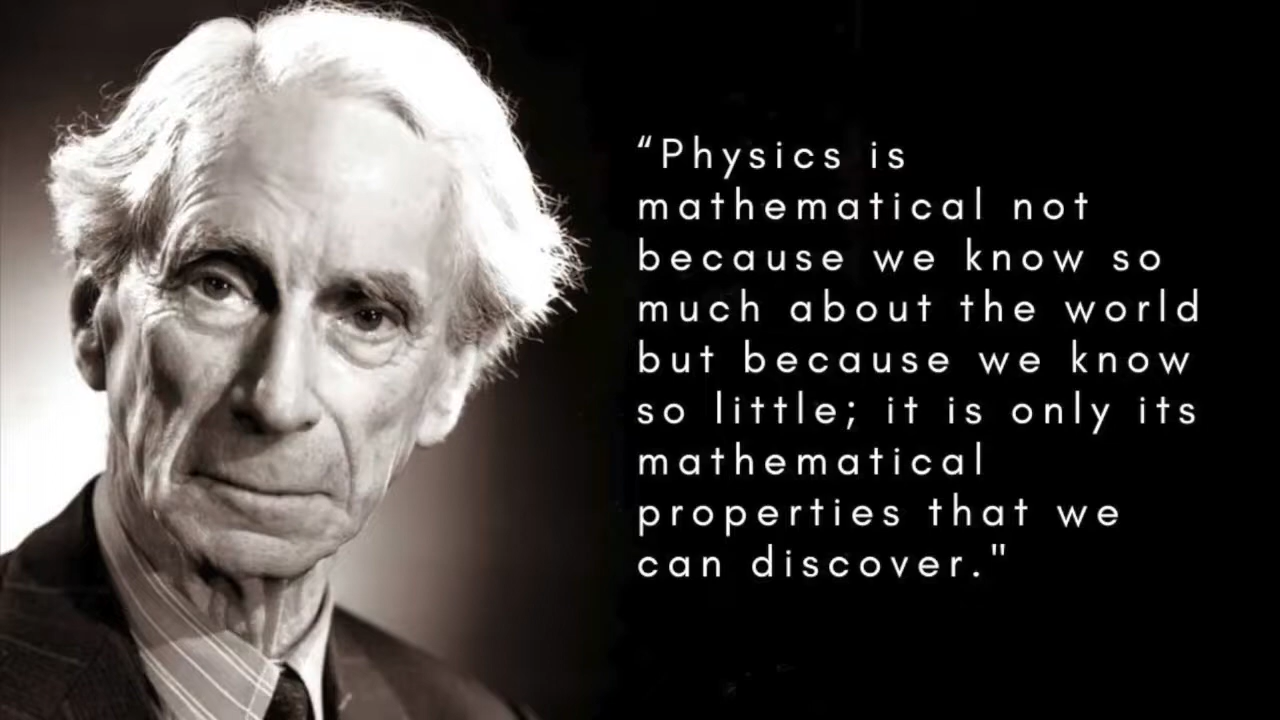 “Physics is
mathematical not
because we know so
much about the world
but because we know
so little; it is only its
mathematical
properties that we
can discover."